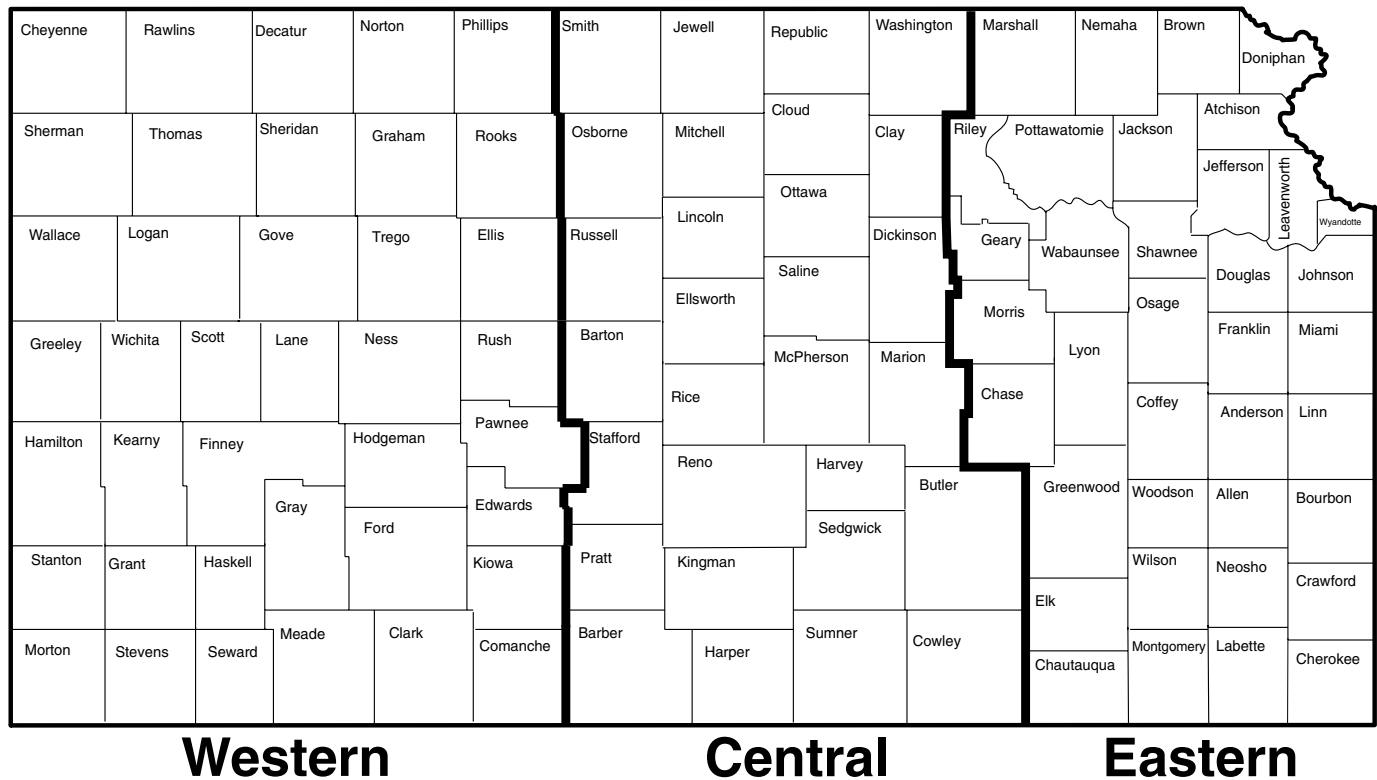 Cheyenne
Rawlins
Decatur
Norton
Phillips
Smith
Jewell
Republic
Washington
Marshall
Nemaha
Brown
Doniphan
Sherman
Thomas
Sheridan
Graham
Rooks
Osborne
Mitchell
Cloud
Clay
Riley
Pottawatomie
Jackson
Atchison
Jefferson
Leavenworth
Wyandotte
Wallace
Logan
Gove
Trego
Ellis
Russell
Lincoln
Ottawa
Dickinson
Geary
Wabaunsee
Shawnee
Douglas
Johnson
Saline
Ellsworth
Morris
Osage
Greeley
Wichita
Scott
Lane
Ness
Rush
Barton
McPherson
Marion
Lyon
Franklin
Miami
Rice
Chase
Coffey
Anderson
Linn
Hamilton
Kearny
Finney
Hodgeman
Pawnee
Stafford
Reno
Harvey
Butler
Greenwood
Woodson
Allen
Bourbon
Gray
Ford
Edwards
Sedgwick
Stanton
Grant
Haskell
Kiowa
Pratt
Kingman
Wilson
Neosho
Crawford
Elk
Morton
Stevens
Seward
Meade
Clark
Comanche
Barber
Harper
Sumner
Cowley
Chautauqua
Montgomery
Labette
Cherokee
Western
Central
Eastern